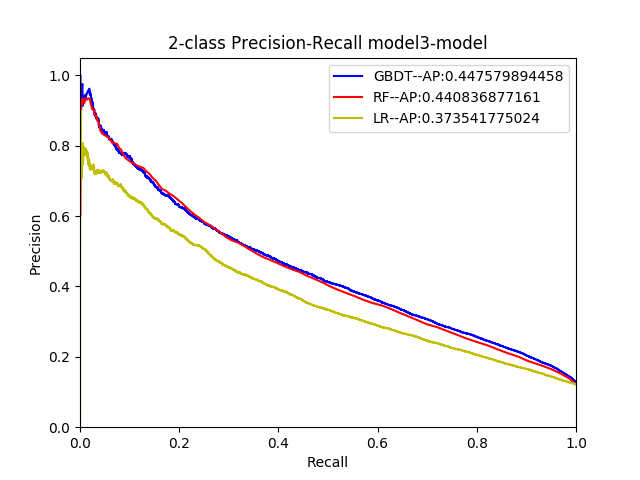 2-class Precision-Recall model3-model
GBDT--AP:0.447579894458
RF--AP:0.440836877161
LR--AP:0.373541775024
1.0
0.8
0.6
0.4
0.2
0.0
Precision
0.0 0.2 0.4 0.6 0.8 1.0
Recall